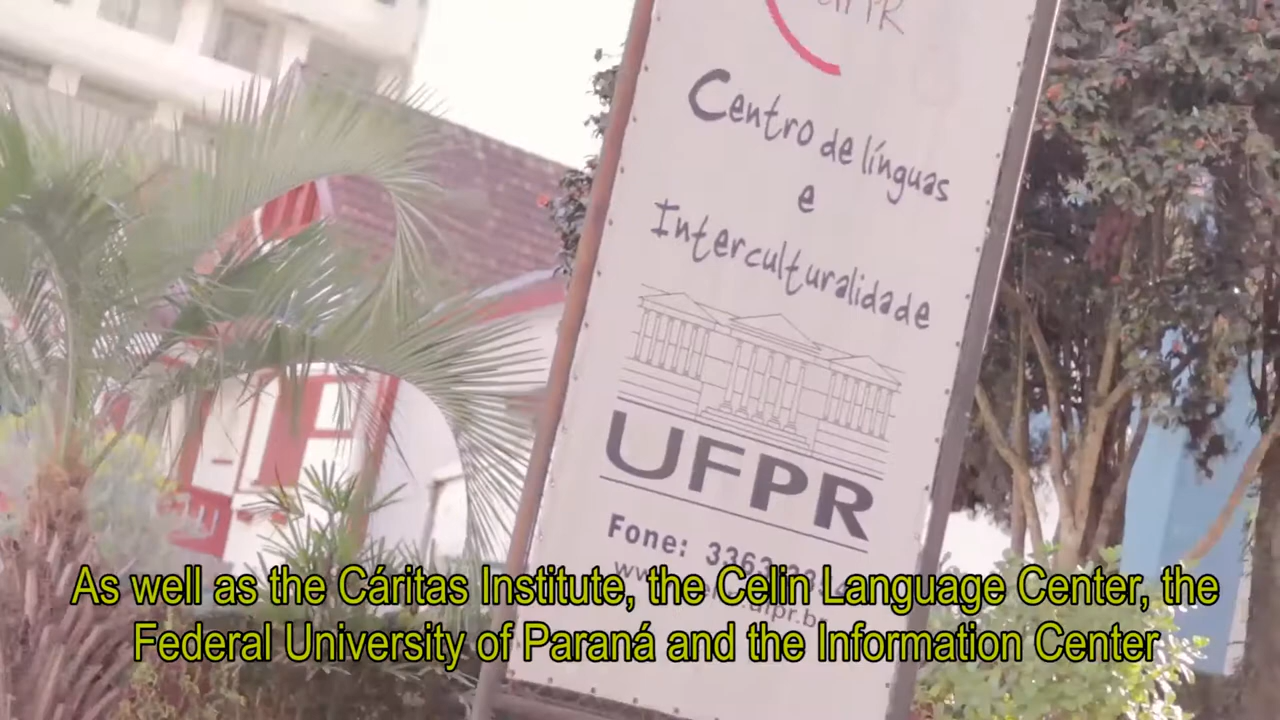 Centro de línguas
e
Interculturalidade
UFPR
Fone: 3363
As well as the Cáritas Institute, the Celin Language Center, the
Federal University of Paraná and the Information Center